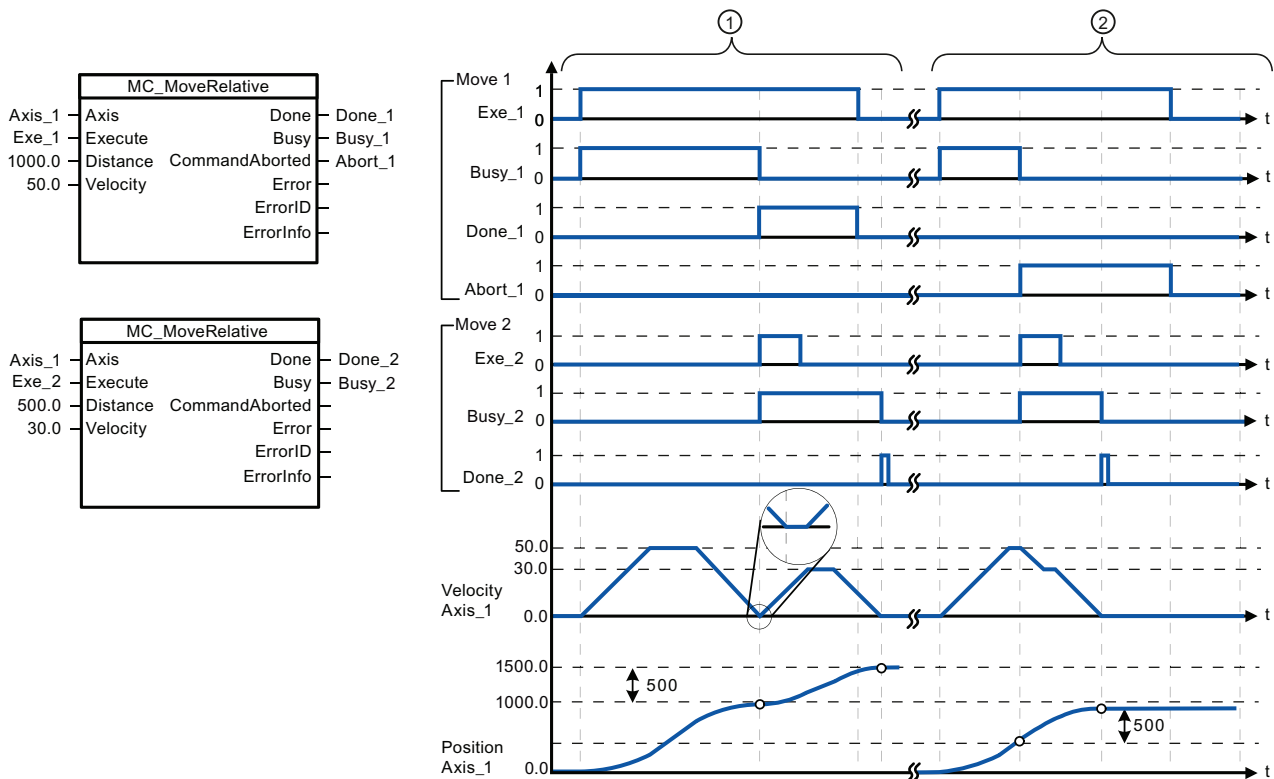 MC_MoveRelative
Axis_1 Axis Done Done_1
Exe_1 Execute Busy Busy_1
1000.0 Distance CommandAborted Abort_1
50.0 Velocity Error
ErrorID
ErrorInfo
MC_MoveRelative
Axis_1 Axis Done Done_2
Exe_2 Execute Busy Busy_2
500.0 Distance CommandAborted
30.0 Velocity Error
ErrorID
ErrorInfo
1 2
Move 1
1 1
Exe_1 0 0 t
1
Busy_1 0 t
1
Done_1 0 t
1
Abort_1 0 t
Move 2
1
Exe_2 0 t
1
Busy_2 0 t
1
Done_2 0 t
50.0
30.0
Velocity
Axis_1
0.0 t
1500.0
500
1000.0
500
Position
Axis_1
0.0 t